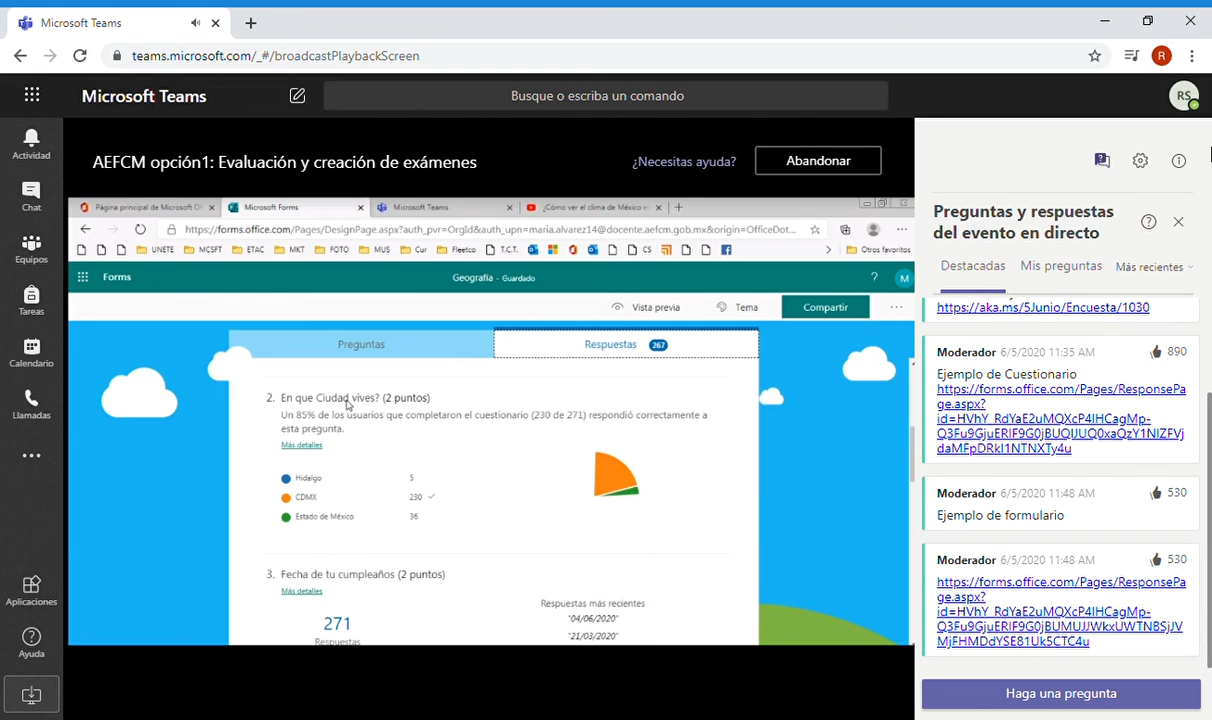 Microsoft Teams
teams.microsoft.com/_#/broadcastPlaybackScreen
R
Microsoft Teams
Busque o escriba un comando
RS
Actividad
Chat
Equipos
Tareas
Calendario
Llamadas
Aplicaciones
Ayuda
AEFCM opción1: Evaluación y creación de exámenes
¿Necesitas ayuda?
Abandonar
Página principal de Microsoft Of
Microsoft Forms
Microsoft Teams
¿Cómo ver el clima de México e
https://forms.office.com/Pages/DesignPage.aspx?auth_pvr=OrgId&auth_upn=maria.alvarez14@docente.aefcm.gob.mx&origin=OfficeDot...
UNETE
MCSFT
ETAC
MKT
FOTO
MUS
Cur
Fleetco
T.C.T.
CS
Otros favoritos
Forms
Geografía - Guardado
?
M
Vista previa
Tema
Compartir
Preguntas
Respuestas 267
2. En que Ciudad vives? (2 puntos)
Un 85% de los usuarios que completaron el cuestionario (230 de 271) respondió correctamente a
esta pregunta.
Más detalles
Hidalgo 5
CDMX 230
Estado de México 36
3. Fecha de tu cumpleaños (2 puntos)
Más detalles
271
Respuestas
Respuestas más recientes
"04/06/2020"
"21/03/2020"
Preguntas y respuestas
del evento en directo
Destacadas
Mis preguntas
Más recientes
https://aka.ms/5Junio/Encuesta/1030
Moderador 6/5/2020 11:35 AM 890
Ejemplo de Cuestionario
https://forms.office.com/Pages/ResponsePa
ge.aspx?
id=HVhY_RdYaE2uMQXcP4IHCagMp-
Q3Fu9GjuERIF9G0jBUQlJUQ0xaQzY1NlZFVj
daMFpDRkI1NTNXTy4u
Moderador 6/5/2020 11:48 AM 530
Ejemplo de formulario
Moderador 6/5/2020 11:48 AM 530
https://forms.office.com/Pages/ResponsePa
ge.aspx?
id=HVhY_RdYaE2uMQXcP4IHCagMp-
Q3Fu9GjuERIF9G0jBUMUJJWkxUWTNBSjJV
MjFHMDdYSE81Uk5CTC4u
Haga una pregunta